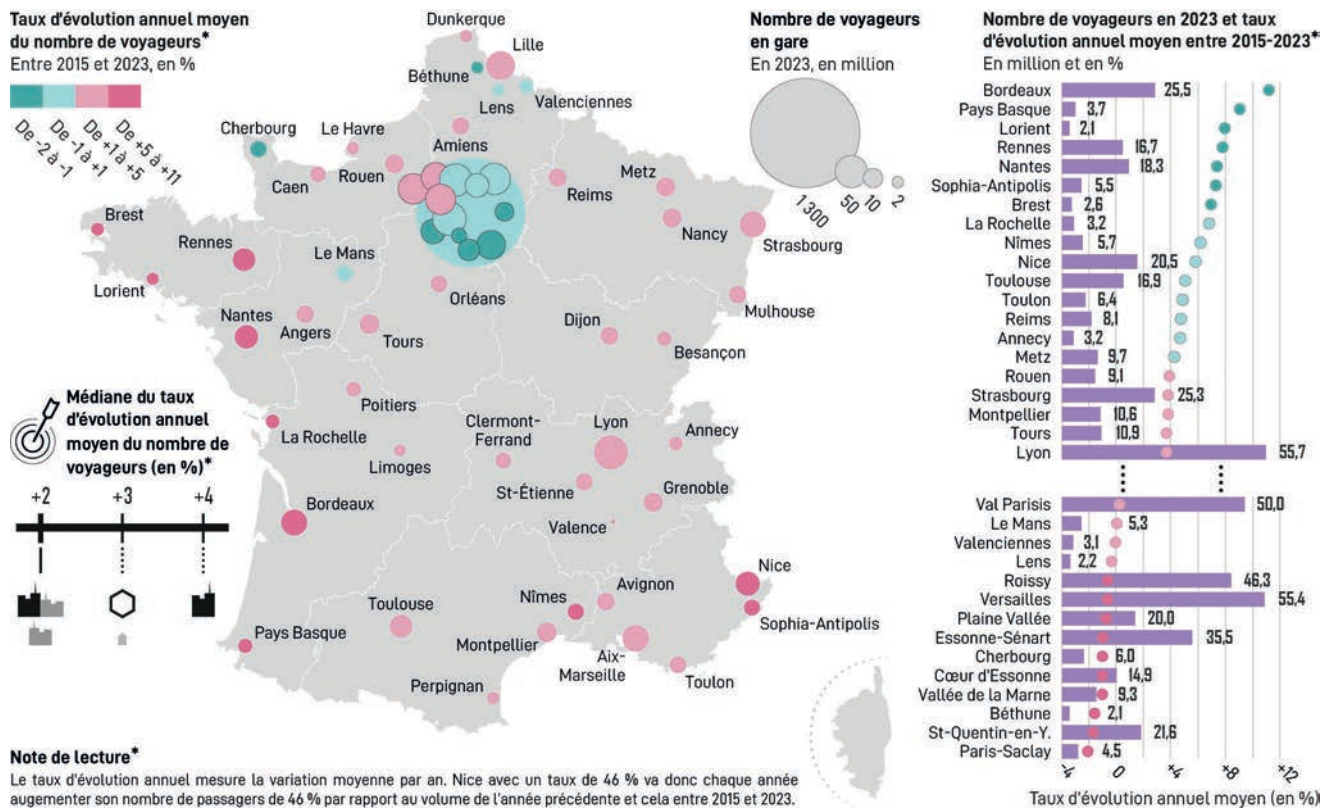 Taux d'évolution annuel moyen
du nombre de voyageurs*
Entre 2015 et 2023, en %
De -2 à -1
De -1 à +1
De +1 à +5
De +5 à +11
Nombre de voyageurs
en gare
En 2023, en million
1300
50
10
2
Dunkerque
Lille
Béthune
Lens
Valenciennes
Cherbourg
Le Havre
Amiens
Caen
Rouen
Reims
Metz
Nancy
Strasbourg
Brest
Rennes
Le Mans
Lorient
Orléans
Mulhouse
Nantes
Angers
Tours
Dijon
Besançon
Poitiers
La Rochelle
Clermont-
Ferrand
Lyon
Annecy
Limoges
St-Étienne
Grenoble
Bordeaux
Valence
Nice
Avignon
Nîmes
Toulouse
Sophia-Antipolis
Pays Basque
Montpellier
Aix-
Marseille
Toulon
Perpignan
Médiane du taux
d'évolution annuel
moyen du nombre de
voyageurs (en %)*
+2
+3
+4
Note de lecture*
Le taux d'évolution annuel mesure la variation moyenne par an. Nice avec un taux de 46 % va donc chaque année
augmenter son nombre de passagers de 46 % par rapport au volume de l'année précédente et cela entre 2015 et 2023.
Nombre de voyageurs en 2023 et taux
d'évolution annuel moyen entre 2015-2023*
En million et en %
Bordeaux 25,5
Pays Basque 3,7
Lorient 2,1
Rennes 16,7
Nantes 18,3
Sophia-Antipolis 5,5
Brest 2,6
La Rochelle 3,2
Nîmes 5,7
Nice 20,5
Toulouse 16,9
Toulon 6,4
Reims 8,1
Annecy 3,2
Metz 9,7
Rouen 9,1
Strasbourg 25,3
Montpellier 10,6
Tours 10,9
Lyon 55,7
Val Parisis 50,0
Le Mans 5,3
Valenciennes 3,1
Lens 2,2
Roissy 46,3
Versailles 55,4
Plaine Vallée 20,0
Essonne-Sénart 35,5
Cherbourg 6,0
Cœur d'Essonne 14,9
Vallée de la Marne 9,3
Béthune 2,1
St-Quentin-en-Y. 21,6
Paris-Saclay 4,5
-4 0 +4 +8 +12
Taux d'évolution annuel moyen (en %)